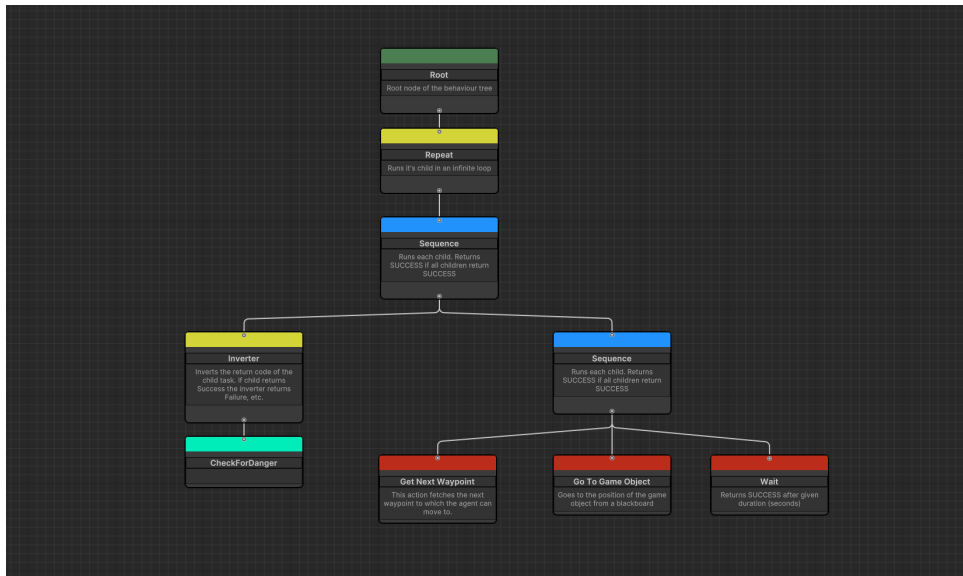 Root
Root node of the behaviour tree
Repeat
Runs it's child in an infinite loop
Sequence
Runs each child. Returns
SUCCESS if all children return
SUCCESS
Inverter
Inverts the return code of the
child task. If child returns
Success the inverter returns
Failure, etc.
Sequence
Runs each child. Returns
SUCCESS if all children return
SUCCESS
CheckForDanger
Get Next Waypoint
This action fetches the next
waypoint to which the agent can
move to.
Go To Game Object
Goes to the position of the game
object from a blackboard
Wait
Returns SUCCESS after given
duration (seconds)